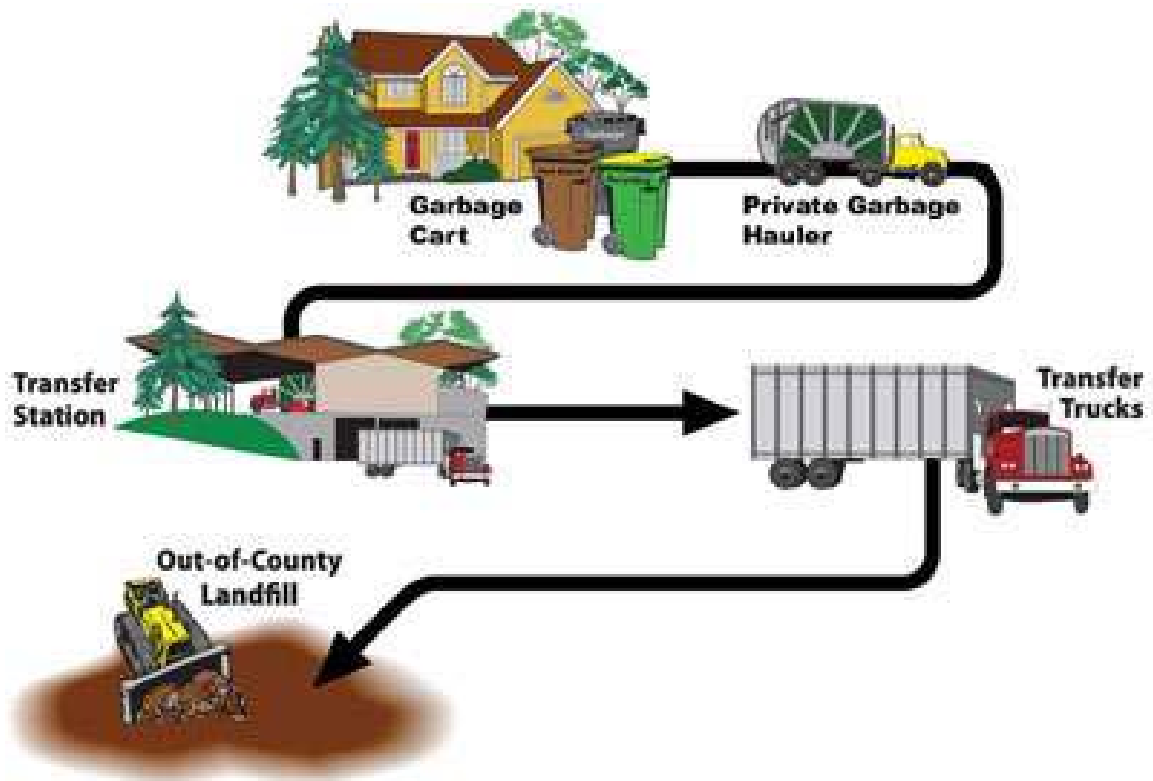 Garbage
Cart
Private Garbage
Hauler
Transfer
Station
Transfer
Trucks
Out-of-County
Landfill